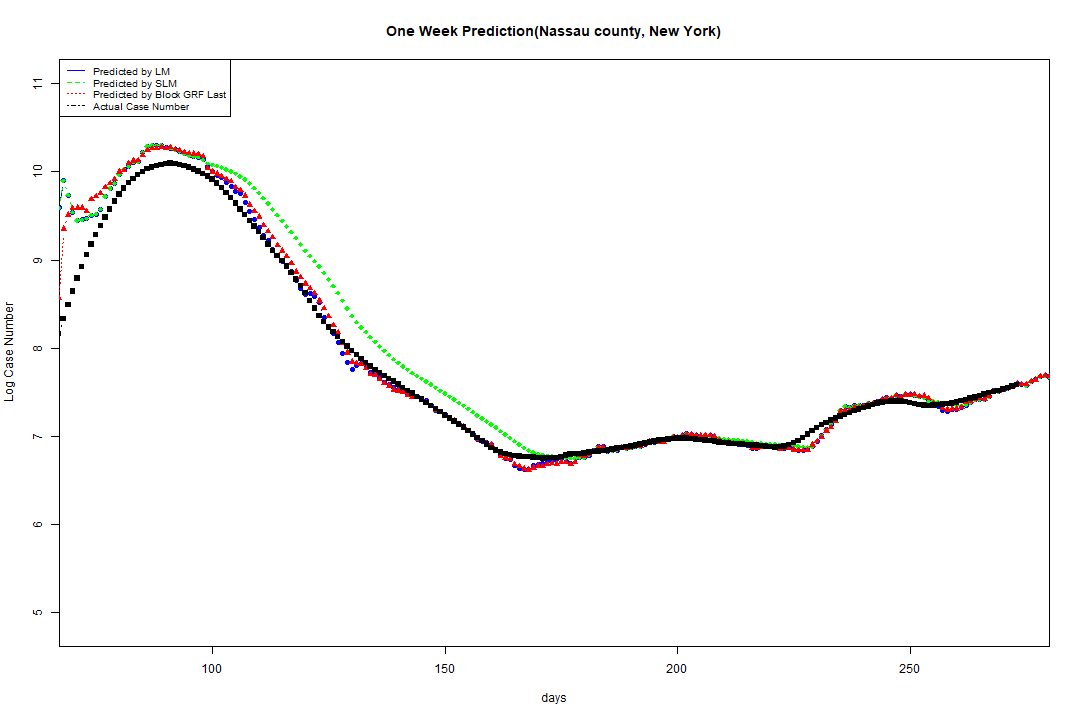 One Week Prediction(Nassau county, New York)
Predicted by LM
Predicted by SLM
Predicted by Block GRF Last
Actual Case Number
11
10
9
8
7
6
5
Log Case Number
100
150
200
250
days